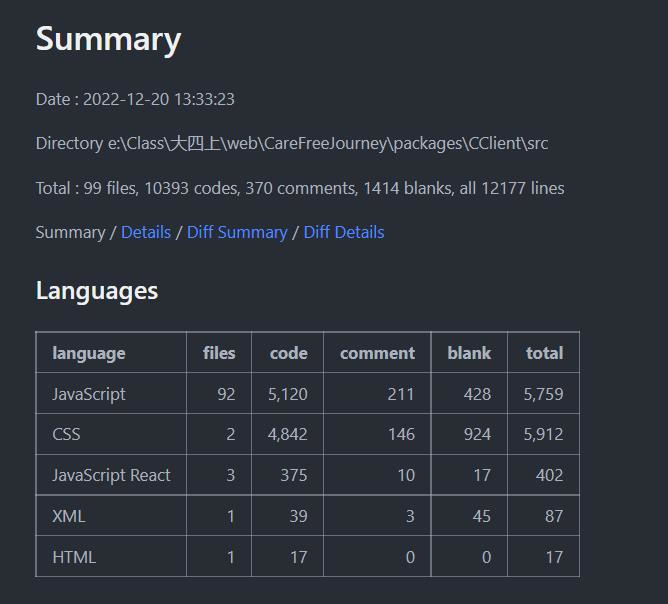 Summary
Date : 2022-12-20 13:33:23
Directory e:\Class\大四上\web\CareFreeJourney\packages\CClient\src
Total : 99 files, 10393 codes, 370 comments, 1414 blanks, all 12177 lines
Summary / Details / Diff Summary / Diff Details
Languages
language files code comment blank total
JavaScript 92 5,120 211 428 5,759
CSS 2 4,842 146 924 5,912
JavaScript React 3 375 10 17 402
XML 1 39 3 45 87
HTML 1 17 0 0 17